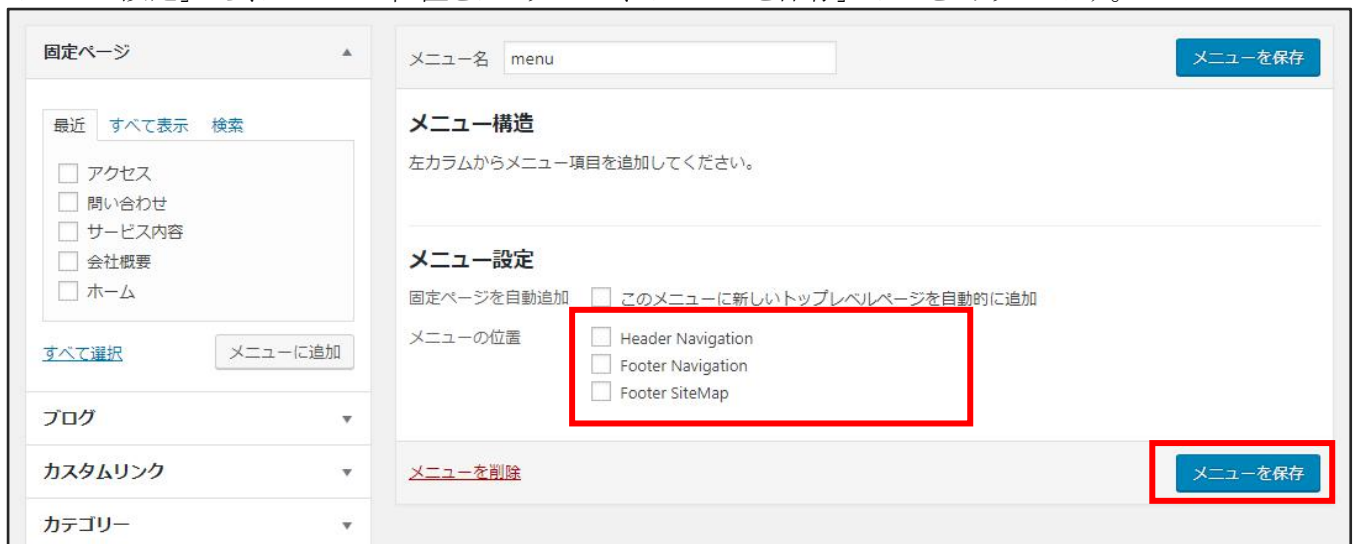 固定ページ
最近 すべて表示 検索
アクセス
問い合わせ
サービス内容
会社概要
ホーム
すべて選択 メニューに追加
ブログ
カスタムリンク
カテゴリー
メニュー名 menu メニューを保存
メニュー構造
左カラムからメニュー項目を追加してください。
メニュー設定
固定ページを自動追加 このメニューに新しいトップレベルページを自動的に追加
メニューの位置 Header Navigation
Footer Navigation
Footer SiteMap
メニューを削除 メニューを保存